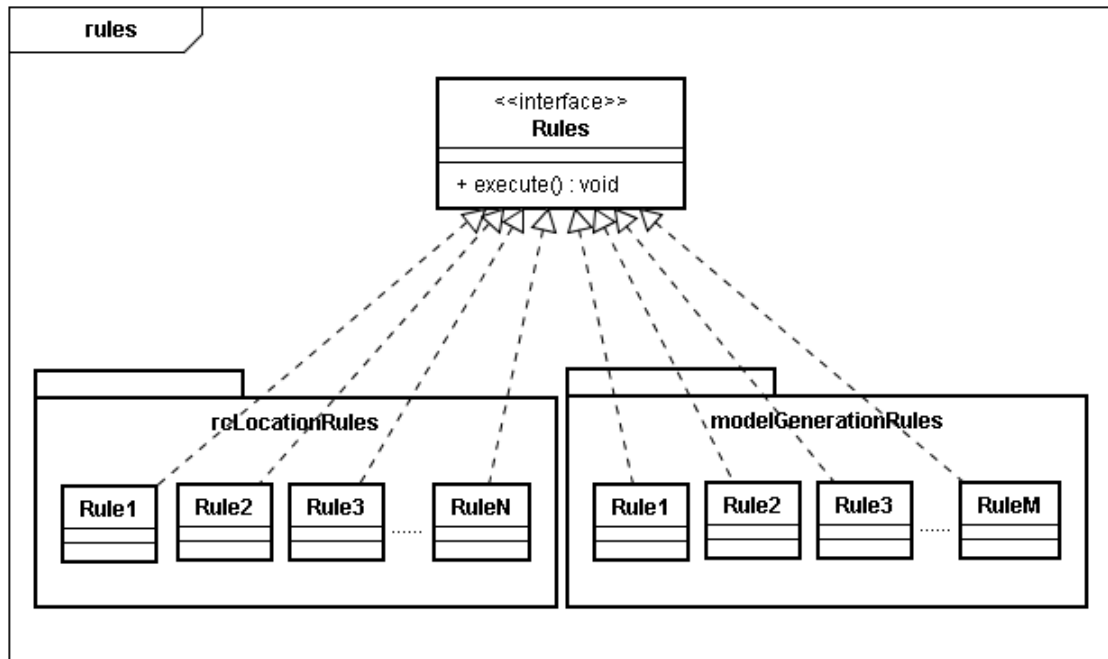 rules
<<interface>>
Rules
+ execute() : void
rcLocationRules
modelGenerationRules
Rule1
Rule2
Rule3
......
RuleN
Rule1
Rule2
Rule3
......
RuleM